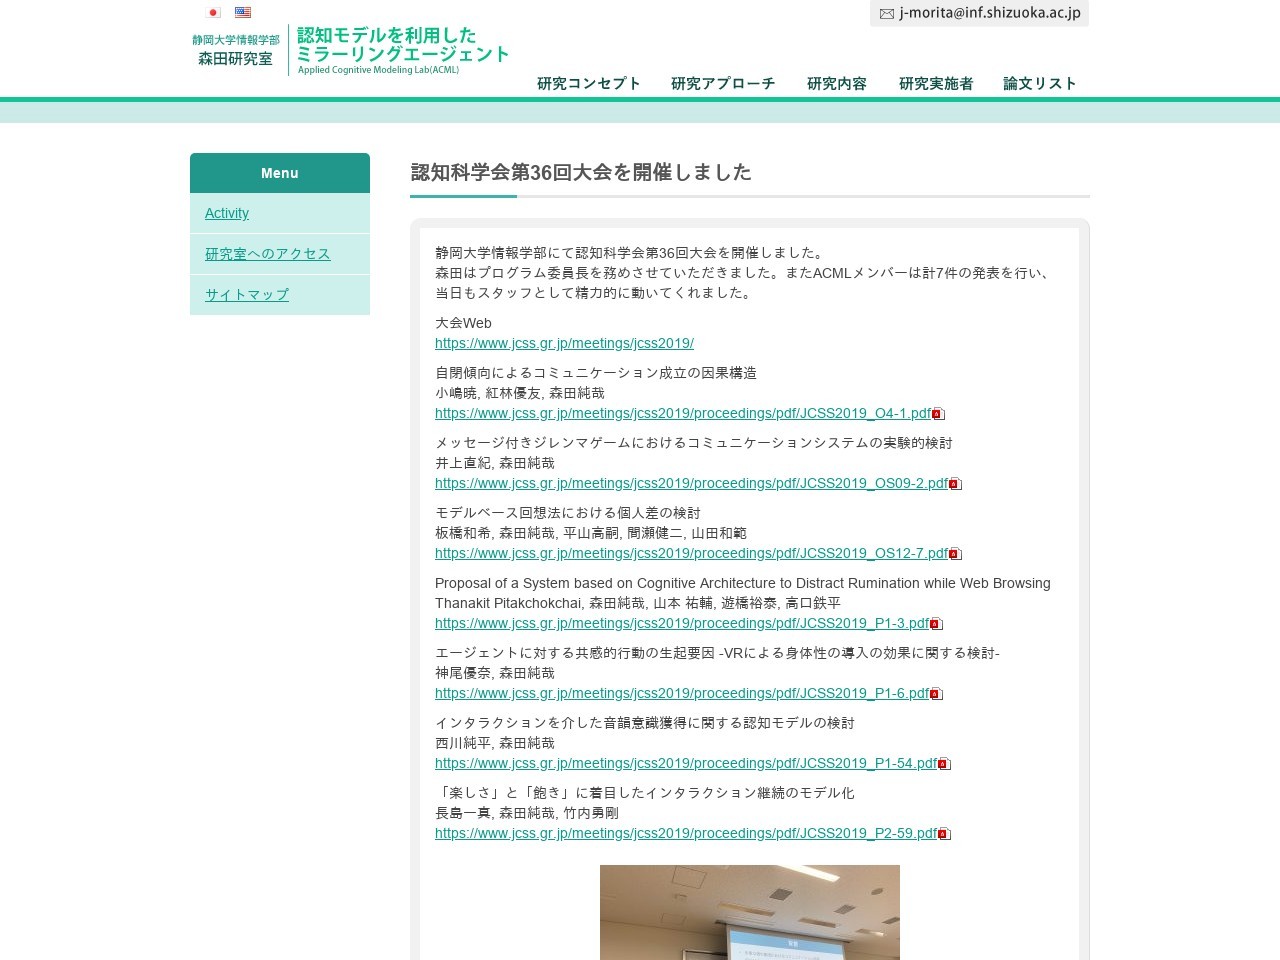 j-morita@inf.shizuoka.ac.jp
静岡大学情報学部
森田研究室
認知モデルを利用した
ミラーリングエージェント
Applied Cognitive Modeling Lab(ACML)
研究コンセプト 研究アプローチ 研究内容 研究実施者 論文リスト
Menu
Activity
研究室へのアクセス
サイトマップ
認知科学会第36回大会を開催しました
静岡大学情報学部にて認知科学会第36回大会を開催しました。
森田はプログラム委員長を務めさせていただきました。またACMLメンバーは計7件の発表を行い、
当日もスタッフとして精力的に動いてくれました。
大会Web
https://www.jcss.gr.jp/meetings/jcss2019/
自閉傾向によるコミュニケーション成立の因果構造
小嶋暁, 紅林優友, 森田純哉
https://www.jcss.gr.jp/meetings/jcss2019/proceedings/pdf/JCSS2019_O4-1.pdf
メッセージ付きジレンマゲームにおけるコミュニケーションシステムの実験的検討
井上直紀, 森田純哉
https://www.jcss.gr.jp/meetings/jcss2019/proceedings/pdf/JCSS2019_OS09-2.pdf
モデルベース回想法における個人差の検討
板橋和希, 森田純哉, 平山高嗣, 間瀬健二, 山田和範
https://www.jcss.gr.jp/meetings/jcss2019/proceedings/pdf/JCSS2019_OS12-7.pdf
Proposal of a System based on Cognitive Architecture to Distract Rumination while Web Browsing
Thanakit Pitakchokchai, 森田純哉, 山本 祐輔, 遊橋裕泰, 高口鉄平
https://www.jcss.gr.jp/meetings/jcss2019/proceedings/pdf/JCSS2019_P1-3.pdf
エージェントに対する共感的行動の生起要因 -VRによる身体性の導入の効果に関する検討-
神尾優奈, 森田純哉
https://www.jcss.gr.jp/meetings/jcss2019/proceedings/pdf/JCSS2019_P1-6.pdf
インタラクションを介した音韻意識獲得に関する認知モデルの検討
西川純平, 森田純哉
https://www.jcss.gr.jp/meetings/jcss2019/proceedings/pdf/JCSS2019_P1-54.pdf
「楽しさ」と「飽き」に着目したインタラクション継続のモデル化
長島一真, 森田純哉, 竹内勇剛
https://www.jcss.gr.jp/meetings/jcss2019/proceedings/pdf/JCSS2019_P2-59.pdf